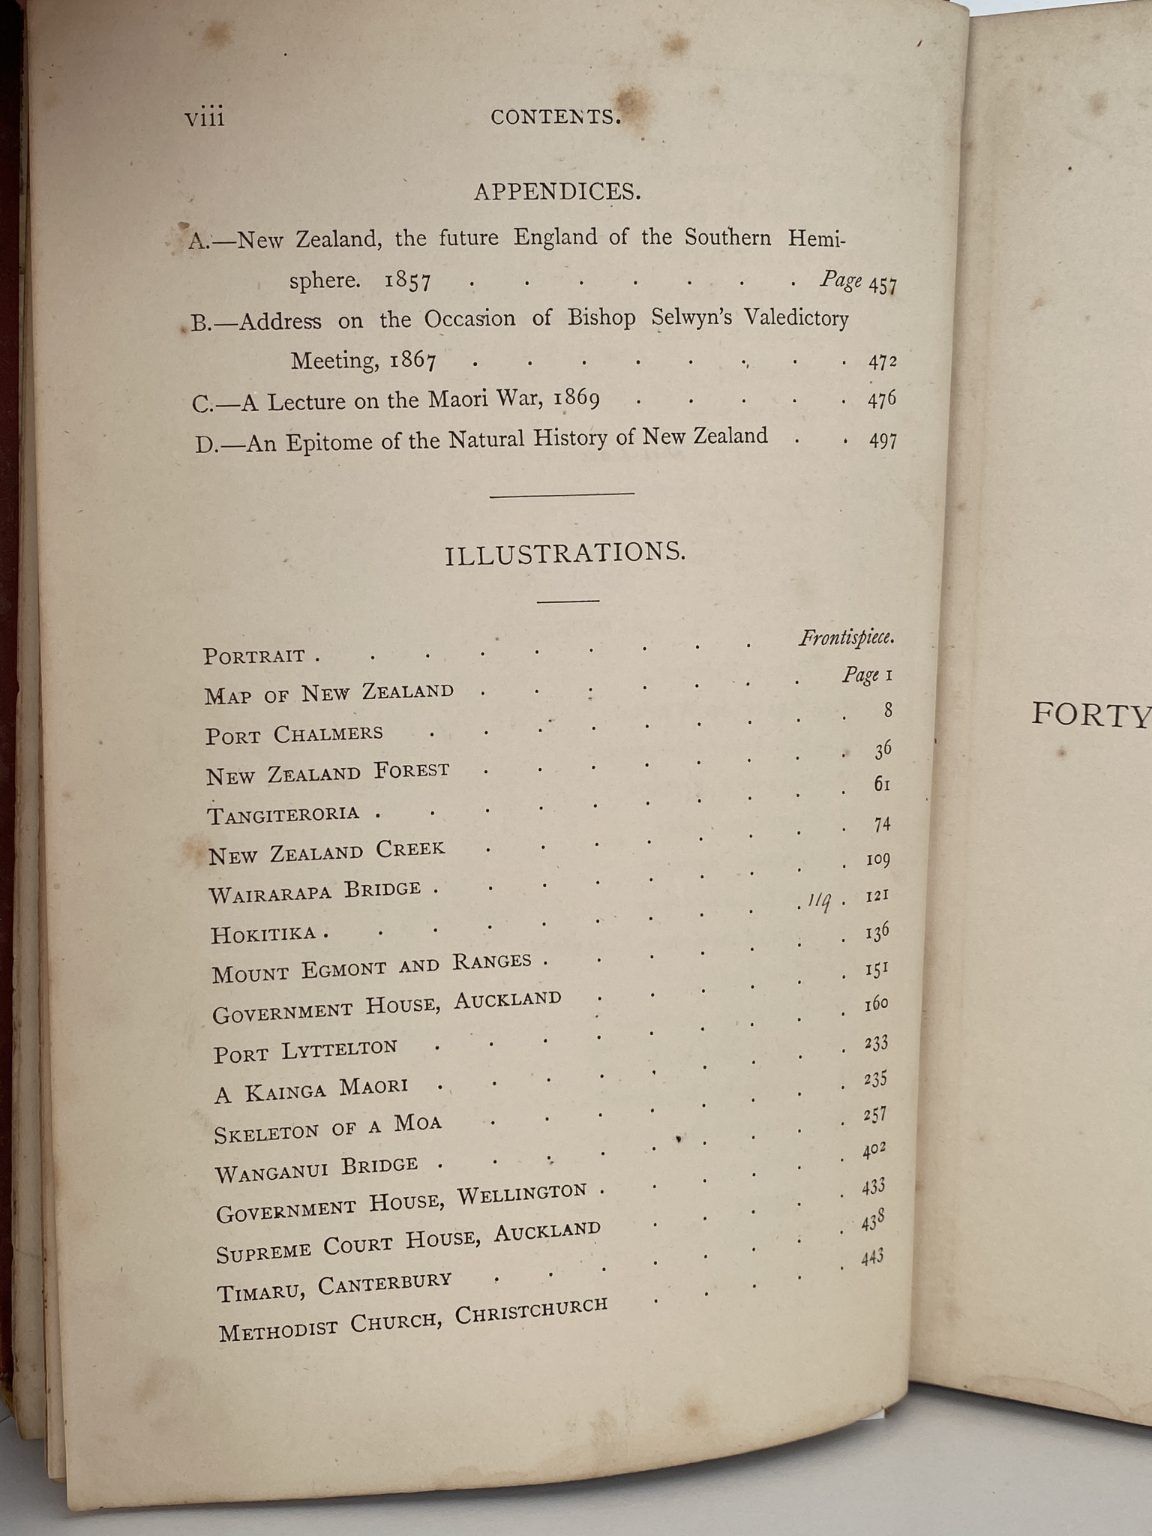 viii CONTENTS.
APPENDICES.
A.—New Zealand, the future England of the Southern Hemi-
sphere. 1857 . . . . . . . Page 457
B.—Address on the Occasion of Bishop Selwyn's Valedictory
Meeting, 1867 . . . . . . . . 472
C.—A Lecture on the Maori War, 1869 . . . . . 476
D.—An Epitome of the Natural History of New Zealand . . 497
ILLUSTRATIONS.
PORTRAIT . . . . . . . . . Frontispiece.
MAP OF NEW ZEALAND . . . . . . . Page 1
PORT CHALMERS . . . . . . . . . 8
NEW ZEALAND FOREST . . . . . . . . 36
TANGITERORIA . . . . . . . . . . 61
NEW ZEALAND CREEK . . . . . . . . 74
WAIRARAPA BRIDGE . . . . . . . . . 109
HOKITIKA . . . . . . . . . . 119 . 121
MOUNT EGMONT AND RANGES . . . . . . . 136
GOVERNMENT HOUSE, AUCKLAND . . . . . . 151
PORT LYTTELTON . . . . . . . . . 160
A KAINGA MAORI . . . . . . . . . 233
SKELETON OF A MOA . . . . . . . . 235
WANGANUI BRIDGE . . . . . . . . . 257
GOVERNMENT HOUSE, WELLINGTON . . . . . . 402
SUPREME COURT HOUSE, AUCKLAND . . . . . 433
TIMARU, CANTERBURY . . . . . . . . 438
METHODIST CHURCH, CHRISTCHURCH . . . . . 443
FORTY